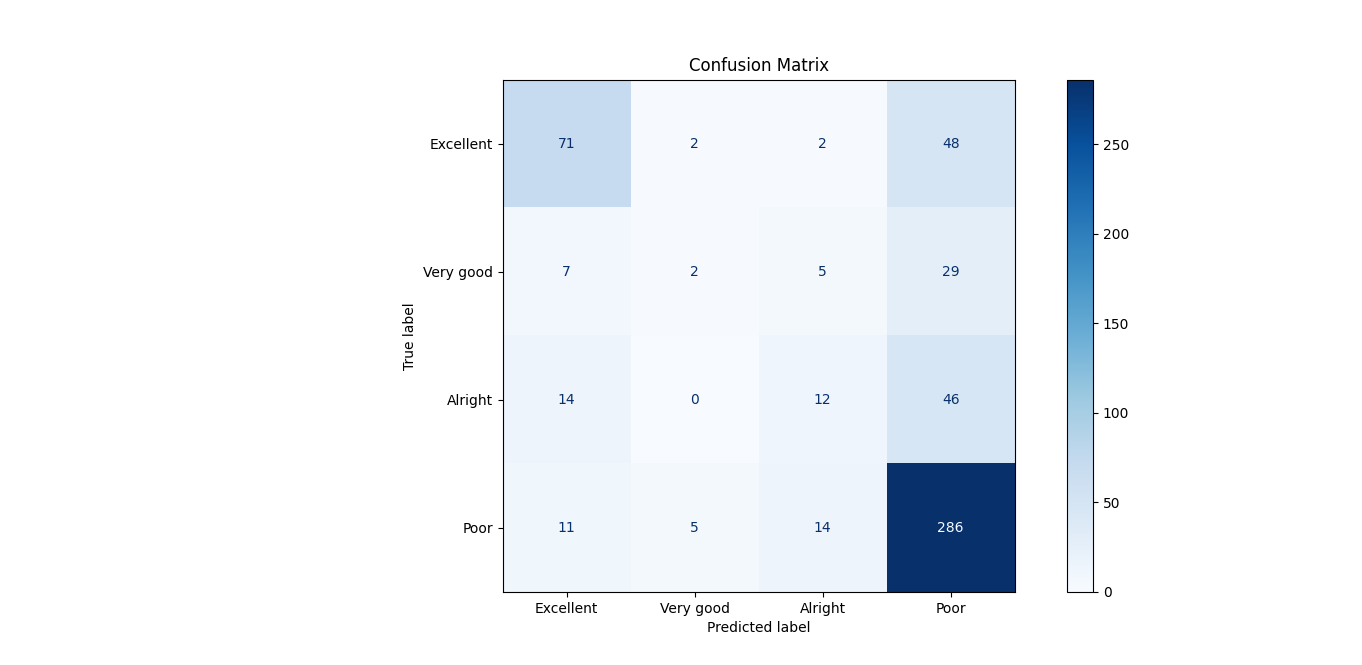 Confusion Matrix
Excellent 71 2 2 48
Very good 7 2 5 29
Alright 14 0 12 46
Poor 11 5 14 286
Excellent Very good Alright Poor
Predicted label
True label
250
200
150
100
50
0